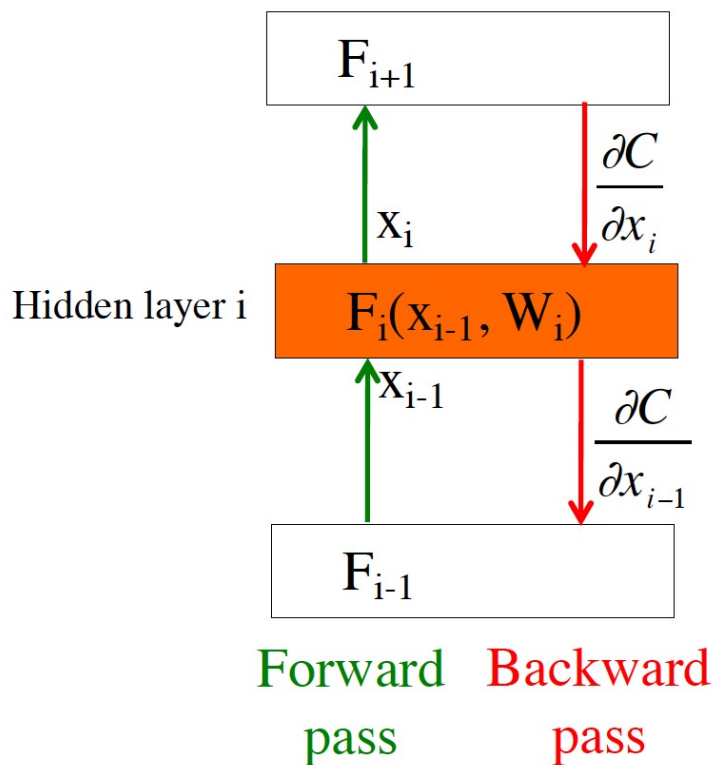 F_{i+1}
x_i
∂C
∂x_i
Hidden layer i
F_i(x_{i-1}, W_i)
x_{i-1}
∂C
∂x_{i-1}
F_{i-1}
Forward pass
Backward pass